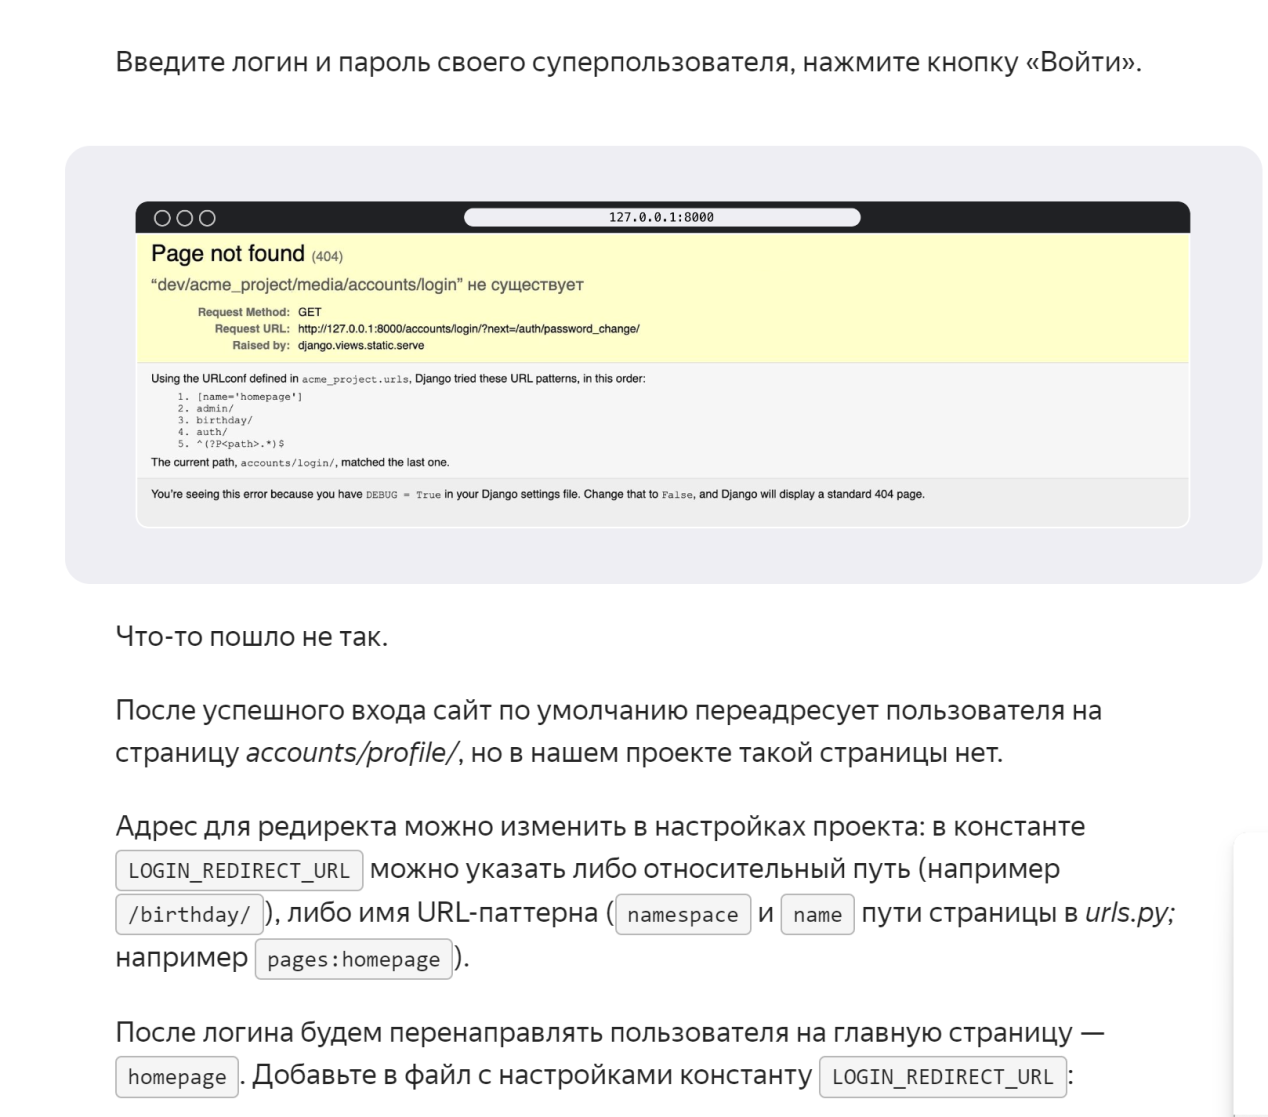 Введите логин и пароль своего суперпользователя, нажмите кнопку «Войти».
127.0.0.1:8000
Page not found (404)
“dev/acme_project/media/accounts/login” не существует
Request Method: GET
Request URL: http://127.0.0.1:8000/accounts/login/?next=/auth/password_change/
Raised by: django.views.static.serve
Using the URLconf defined in acme_project.urls, Django tried these URL patterns, in this order:
1. [name='homepage']
2. admin/
3. birthday/
4. auth/
5. ^(?P<path>.*)$
The current path, accounts/login/, matched the last one.
You're seeing this error because you have DEBUG = True in your Django settings file. Change that to False, and Django will display a standard 404 page.
Что-то пошло не так.
После успешного входа сайт по умолчанию переадресует пользователя на
страницу accounts/profile/, но в нашем проекте такой страницы нет.
Адрес для редиректа можно изменить в настройках проекта: в константе
LOGIN_REDIRECT_URL можно указать либо относительный путь (например
/birthday/), либо имя URL-паттерна (namespace и name пути страницы в urls.py;
например pages:homepage).
После логина будем перенаправлять пользователя на главную страницу —
homepage. Добавьте в файл с настройками константу LOGIN_REDIRECT_URL: